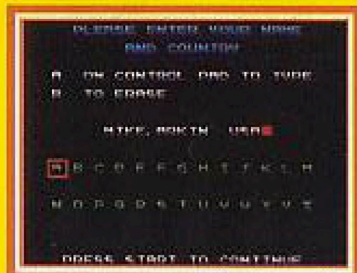 PLEASE ENTER YOUR NAME
AND COUNTRY
A ON CONTROL PAD TO TYPE
B TO ERASE
USA
A B C D E F G H I J K L M
N O P Q R S T U V W X Y Z
PRESS START TO CONTINUE